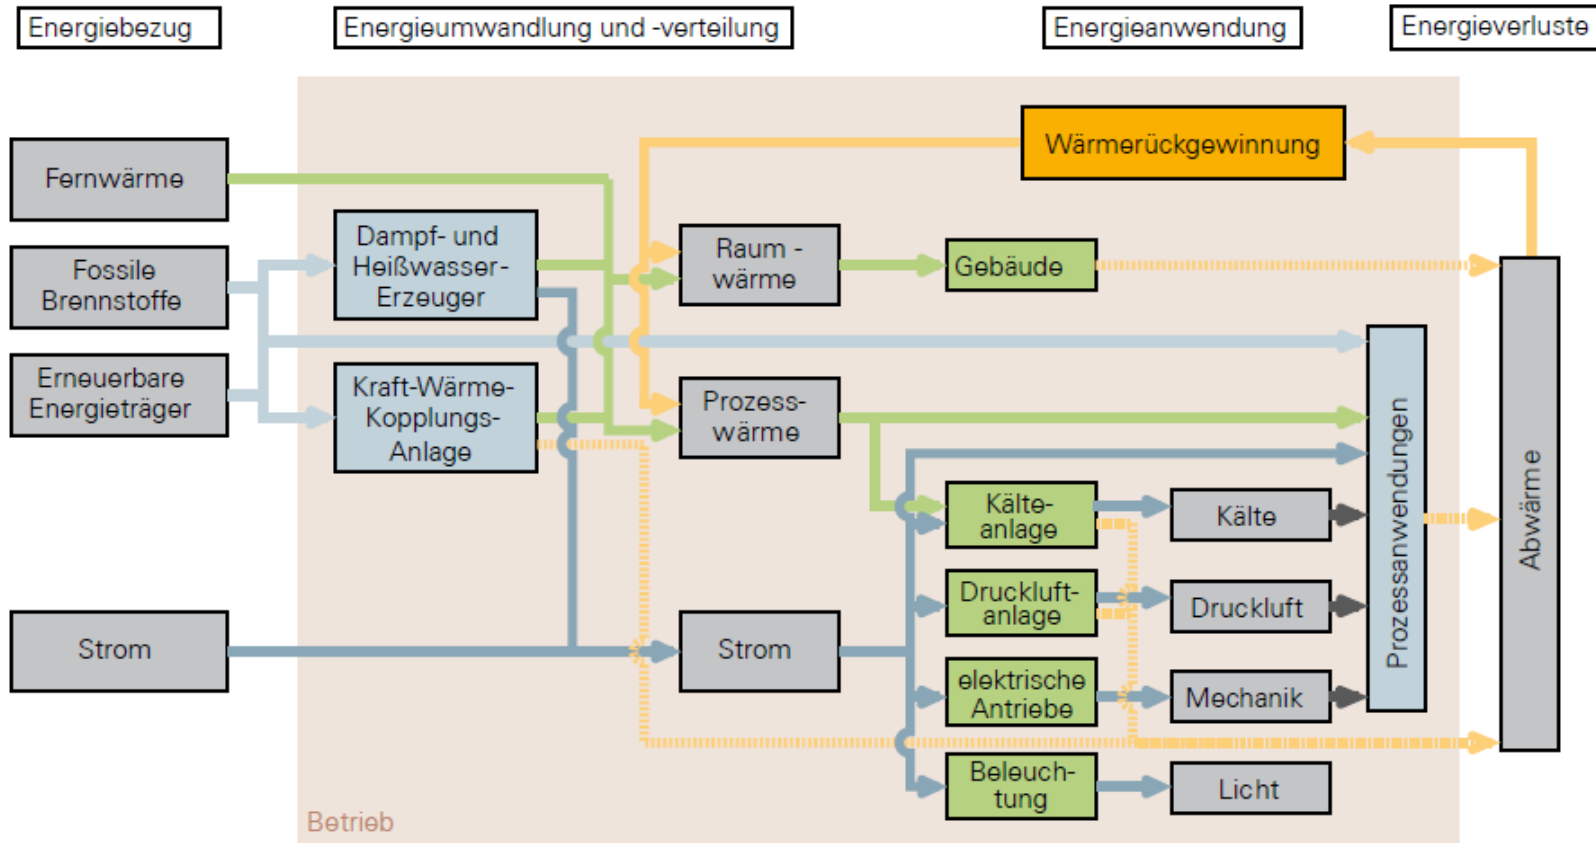 Energiebezug
Energieumwandlung und -verteilung
Energieanwendung
Energieverluste
Fernwärme
Fossile
Brennstoffe
Erneuerbare
Energieträger
Strom
Dampf- und
Heißwasser-
Erzeuger
Kraft-Wärme-
Kopplungs-
Anlage
Wärmerückgewinnung
Raum -
wärme
Prozess-
wärme
Strom
Gebäude
Kälte-
anlage
Druckluft-
anlage
elektrische
Antriebe
Beleuch-
tung
Kälte
Druckluft
Mechanik
Licht
Prozessanwendungen
Abwärme
Betrieb